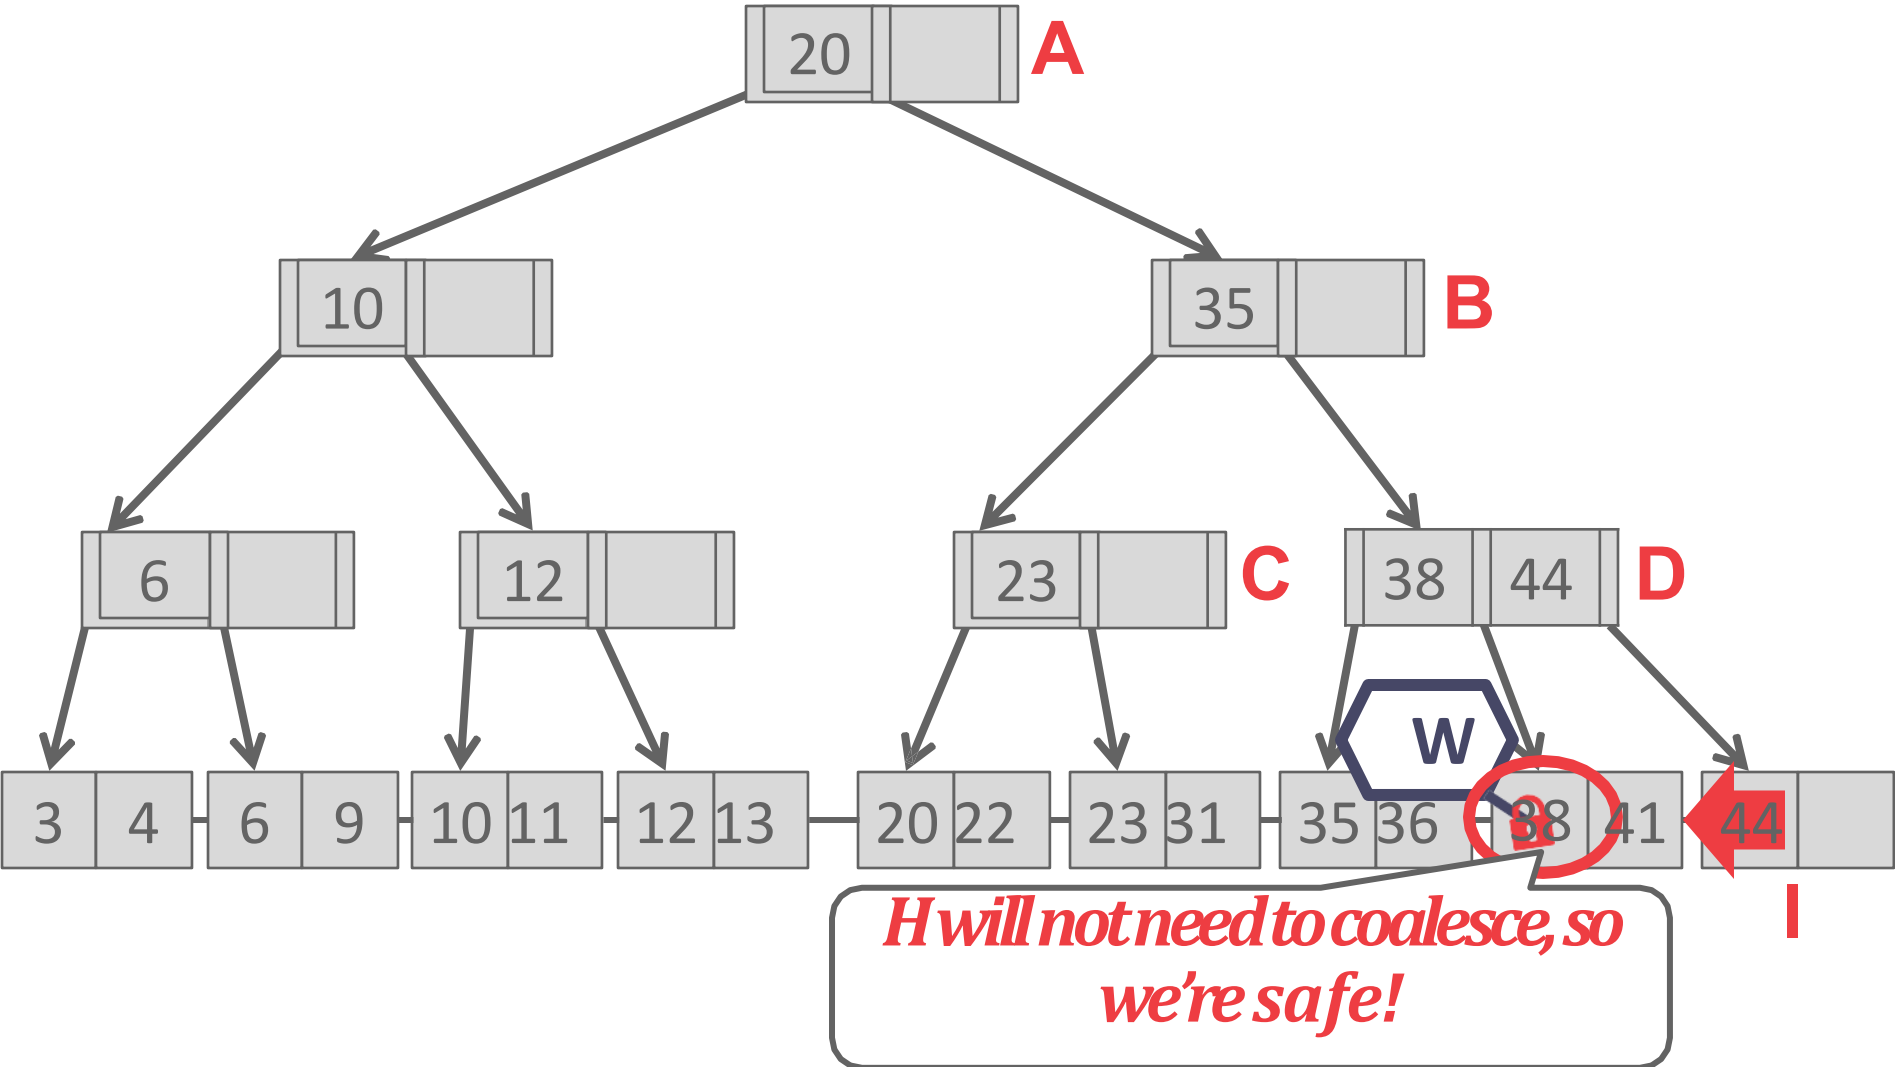 20 A
10 35 B
6 12 23 C 38 44 D
W
3 4 6 9 10 11 12 13 20 22 23 31 35 36 38 41 44
I
H will not need to coalesce, so
we're safe!